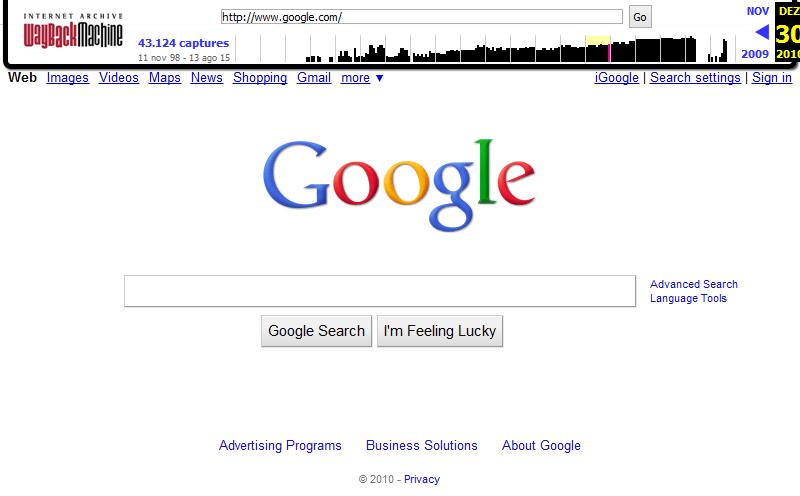 INTERNET ARCHIVE
WayBackMachine
http://www.google.com/
Go
43.124 captures
11 nov 98 - 13 ago 15
NOV
DEZ
30
2009
2010
Web Images Videos Maps News Shopping Gmail more ▼
iGoogle | Search settings | Sign in
Google
Advanced Search
Language Tools
Google Search I'm Feeling Lucky
Advertising Programs Business Solutions About Google
© 2010 - Privacy